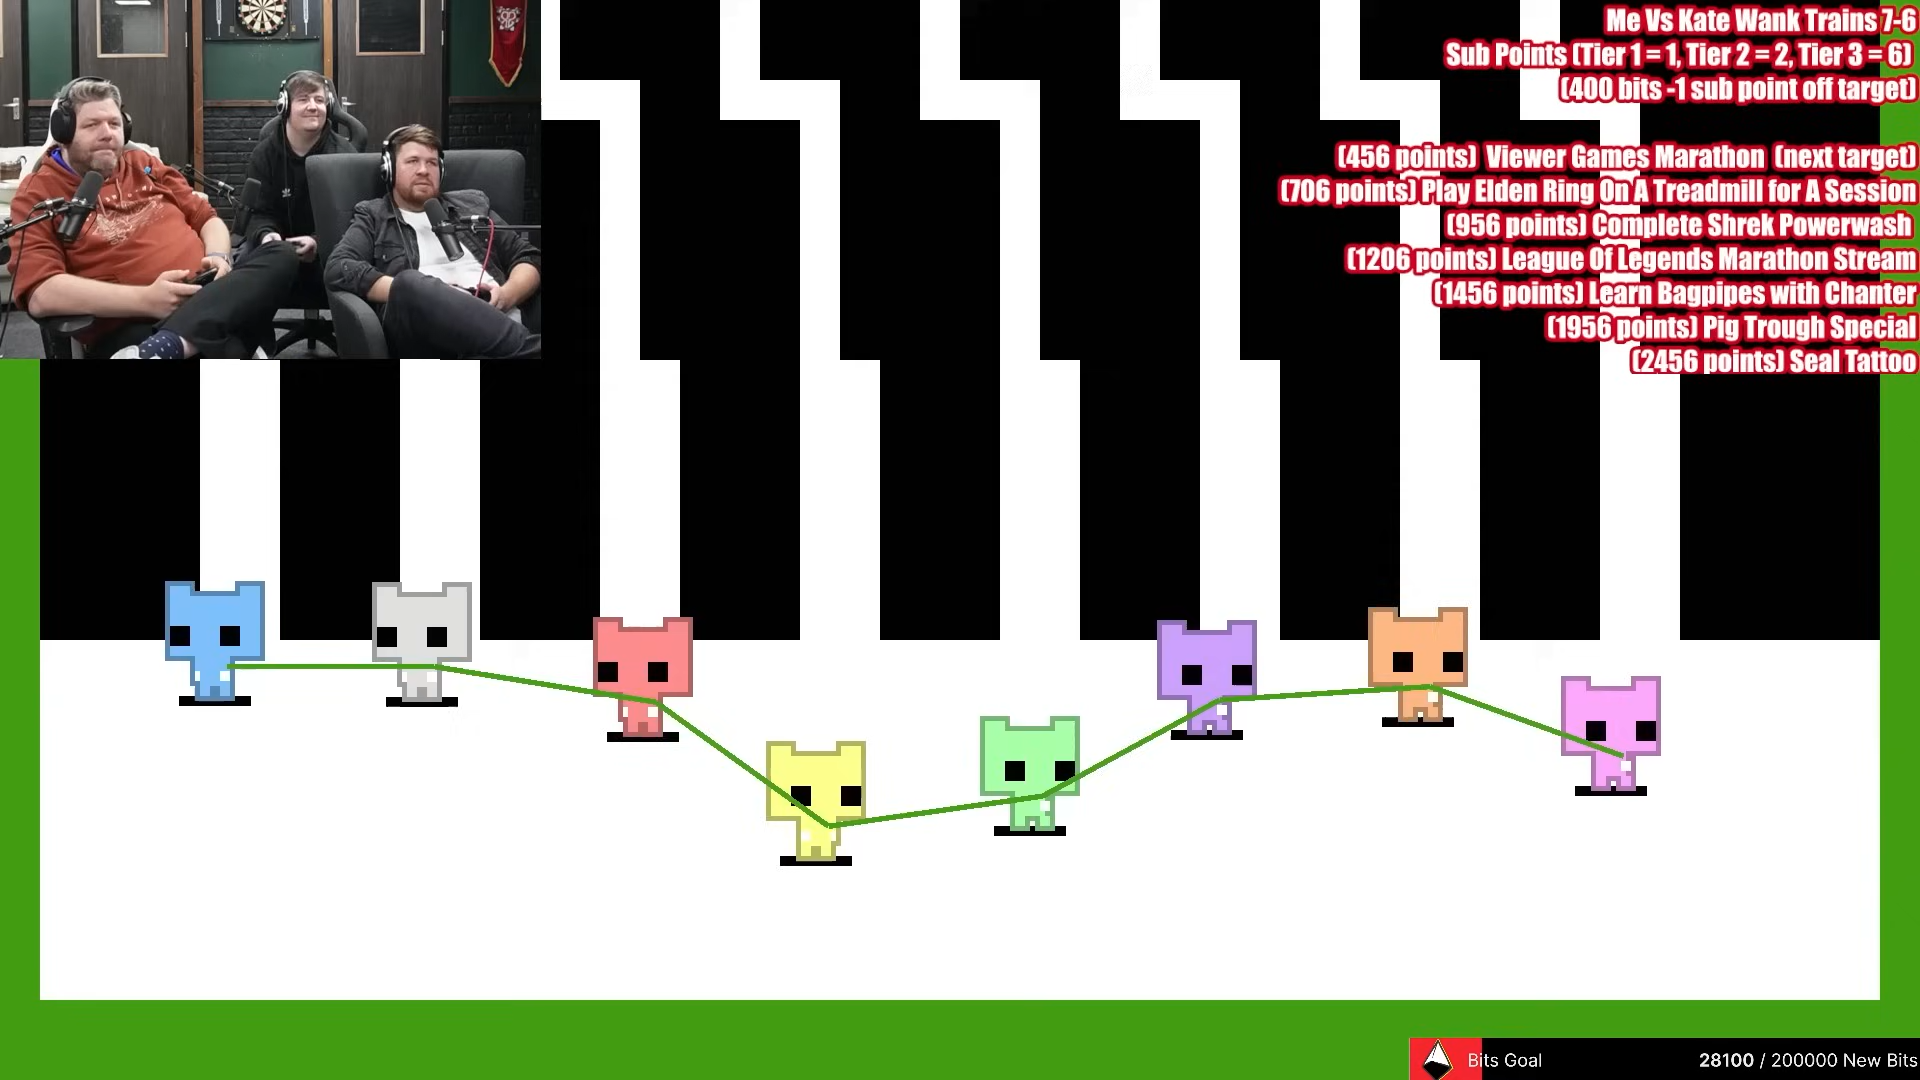 Me Vs Kate Wank Trains 7-6
Sub Points (Tier 1 = 1, Tier 2 = 2, Tier 3 = 6)
(400 bits -1 sub point off target)
(456 points) Viewer Games Marathon (next target)
(706 points) Play Elden Ring On A Treadmill for A Session
(956 points) Complete Shrek Powerwash
(1206 points) League Of Legends Marathon Stream
(1456 points) Learn Bagpipes with Chanter
(1956 points) Pig Trough Special
(2456 points) Seal Tattoo
Bits Goal
28100 / 200000 New Bits